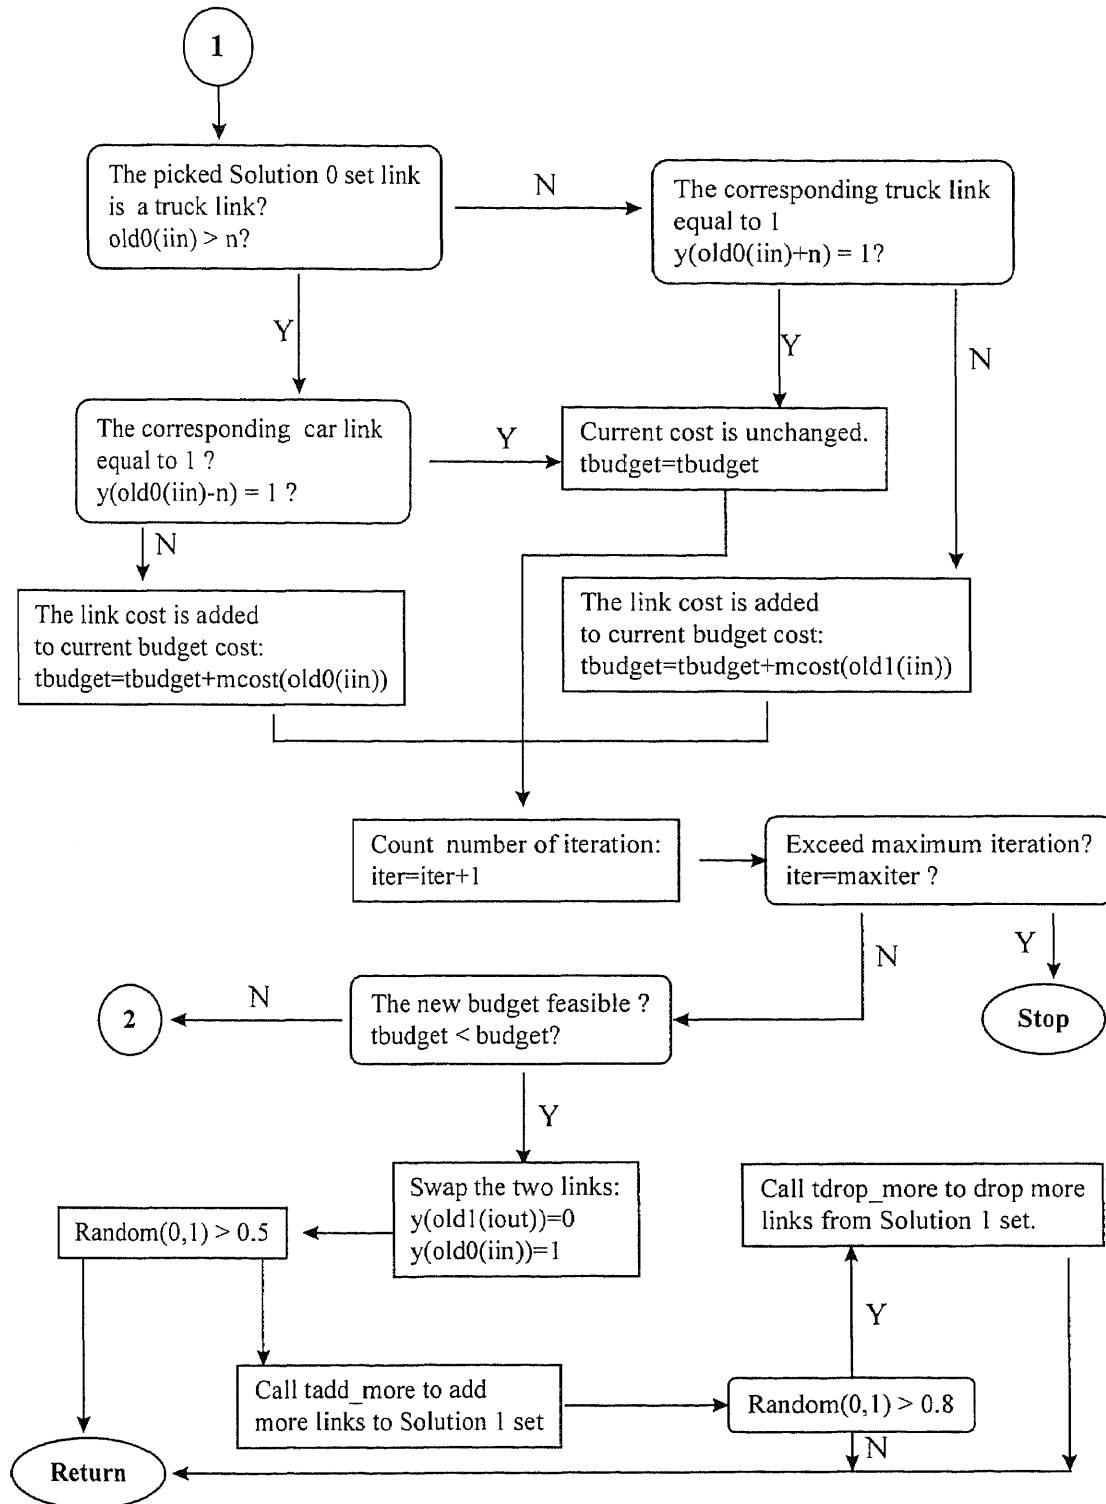 1
The picked Solution 0 set link
is a truck link?
old0(iin) > n?
N
The corresponding truck link
equal to 1
y(old0(iin)+n) = 1?
Y
Y
N
The corresponding car link
equal to 1 ?
y(old0(iin)-n) = 1 ?
Y
Current cost is unchanged.
tbudget=tbudget
N
The link cost is added
to current budget cost:
tbudget=tbudget+mcost(old0(iin))
The link cost is added
to current budget cost:
tbudget=tbudget+mcost(old1(iin))
Count number of iteration:
iter=iter+1
Exceed maximum iteration?
iter=maxiter ?
N
Y
Stop
The new budget feasible ?
tbudget < budget?
N
2
Y
Swap the two links:
y(old1(iout))=0
y(old0(iin))=1
Random(0,1) > 0.5
Call tdrop_more to drop more
links from Solution 1 set.
Y
Call tadd_more to add
more links to Solution 1 set
Random(0,1) > 0.8
N
Return